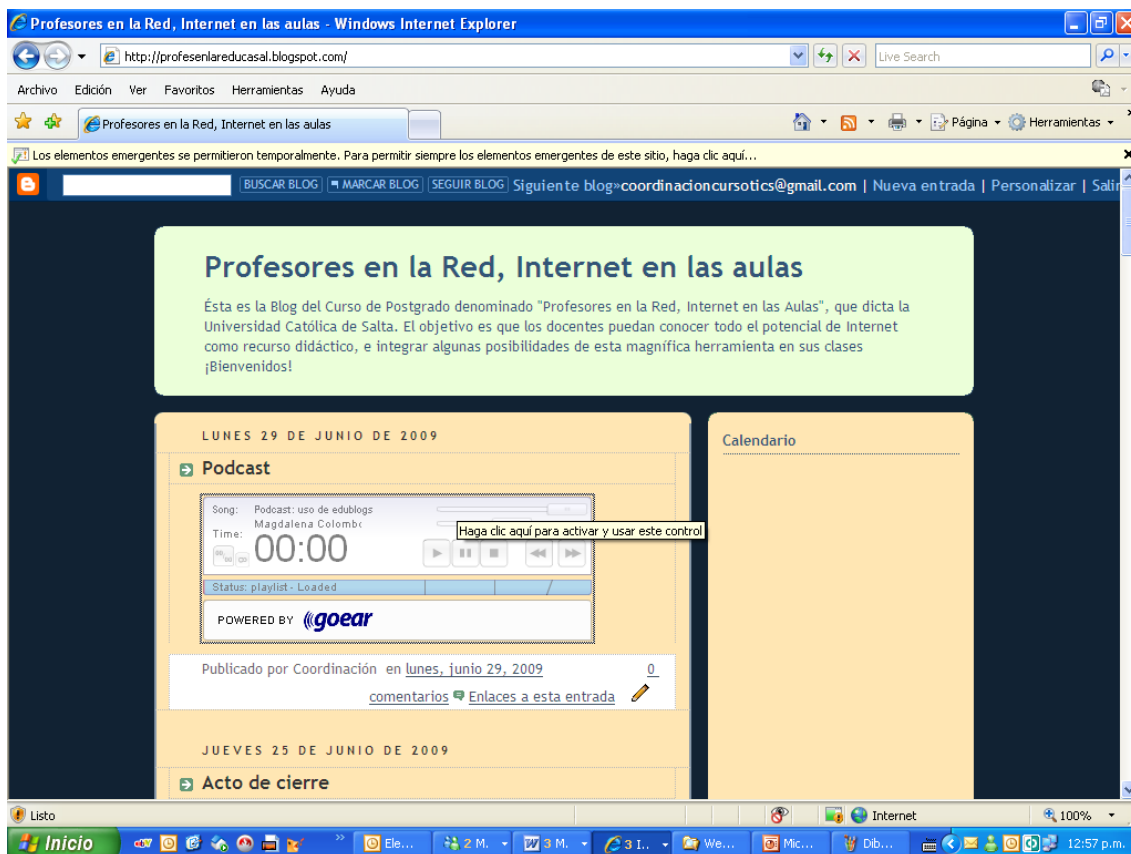 Profesores en la Red, Internet en las aulas - Windows Internet Explorer
http://profesenlareducasal.blogspot.com/
Live Search
Archivo Edición Ver Favoritos Herramientas Ayuda
Profesores en la Red, Internet en las aulas
Página
Herramientas
Los elementos emergentes se permitieron temporalmente. Para permitir siempre los elementos emergentes de este sitio, haga clic aquí...
BUSCAR BLOG MARCAR BLOG SEGUIR BLOG Siguiente blog» coordinacioncursotics@gmail.com | Nueva entrada | Personalizar | Salir
Profesores en la Red, Internet en las aulas
Ésta es la Blog del Curso de Postgrado denominado "Profesores en la Red, Internet en las Aulas", que dicta la
Universidad Católica de Salta. El objetivo es que los docentes puedan conocer todo el potencial de Internet
como recurso didáctico, e integrar algunas posibilidades de esta magnífica herramienta en sus clases
¡Bienvenidos!
LUNES 29 DE JUNIO DE 2009
Podcast
Song: Podcast: uso de edublogs
Magdalena Colombo
Time: 00:00
Haga clic aquí para activar y usar este control
Status: playlist - Loaded
POWERED BY goear
Publicado por Coordinación en lunes, junio 29, 2009 0
comentarios Enlaces a esta entrada
JUEVES 25 DE JUNIO DE 2009
Acto de cierre
Calendario
Listo
Internet
100%
Inicio
»
Ele...
2 M.
3 M.
3 I..
We...
Mic...
Dib...
12:57 p.m.